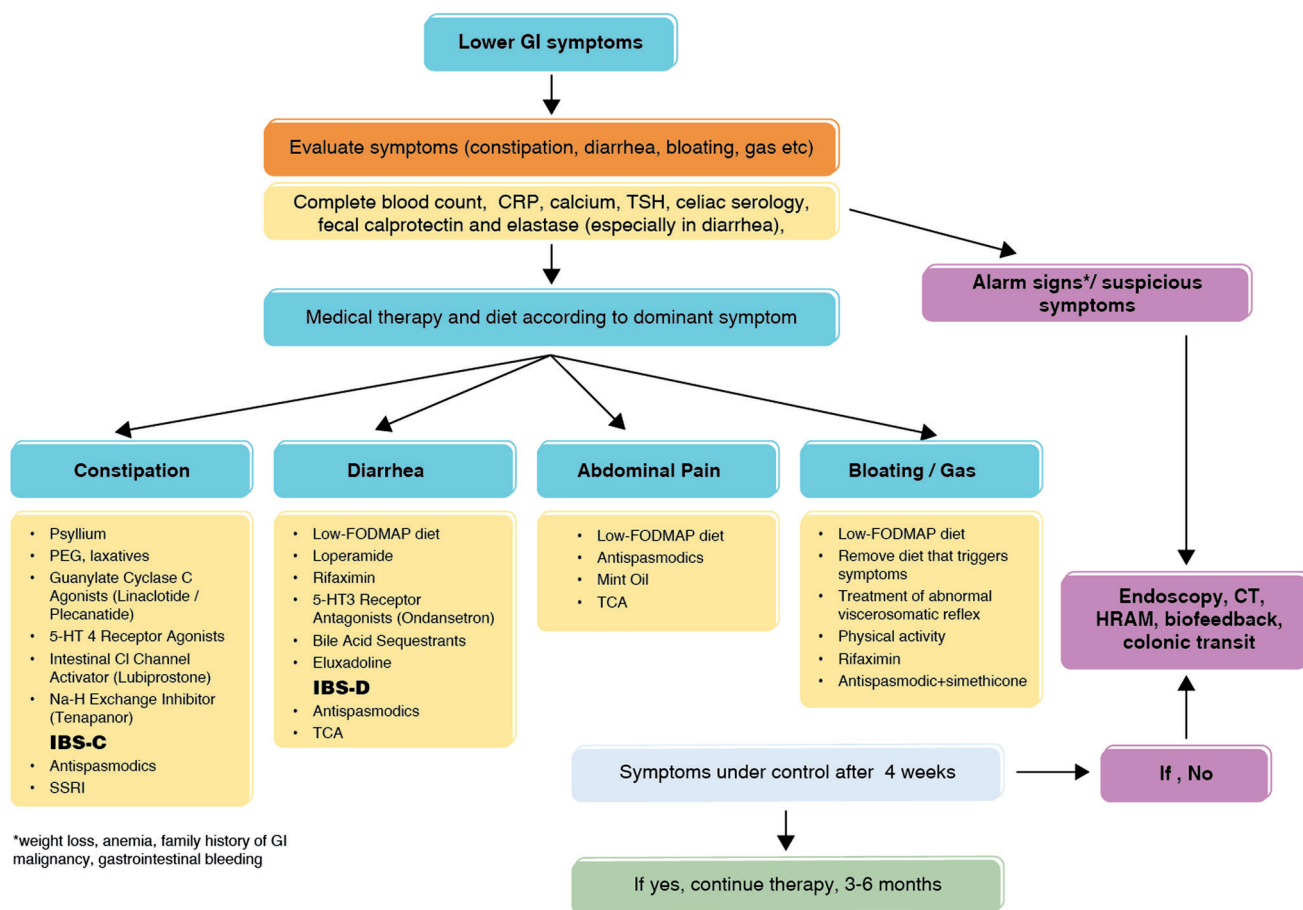 Lower GI symptoms
Evaluate symptoms (constipation, diarrhea, bloating, gas etc)
Complete blood count, CRP, calcium, TSH, celiac serology,
fecal calprotectin and elastase (especially in diarrhea),
Alarm signs*/ suspicious
symptoms
Medical therapy and diet according to dominant symptom
Constipation
• Psyllium
• PEG, laxatives
• Guanylate Cyclase C
Agonists (Linaclotide /
Plecanatide)
• 5-HT 4 Receptor Agonists
• Intestinal Cl Channel
Activator (Lubiprostone)
• Na-H Exchange Inhibitor
(Tenapanor)
IBS-C
• Antispasmodics
• SSRI
Diarrhea
• Low-FODMAP diet
• Loperamide
• Rifaximin
• 5-HT3 Receptor
Antagonists (Ondansetron)
• Bile Acid Sequestrants
• Eluxadoline
IBS-D
• Antispasmodics
• TCA
Abdominal Pain
• Low-FODMAP diet
• Antispasmodics
• Mint Oil
• TCA
Bloating / Gas
• Low-FODMAP diet
• Remove diet that triggers
symptoms
• Treatment of abnormal
viscerosomatic reflex
• Physical activity
• Rifaximin
• Antispasmodic+simethicone
Endoscopy, CT,
HRAM, biofeedback,
colonic transit
Symptoms under control after 4 weeks
If , No
If yes, continue therapy, 3-6 months
*weight loss, anemia, family history of GI
malignancy, gastrointestinal bleeding